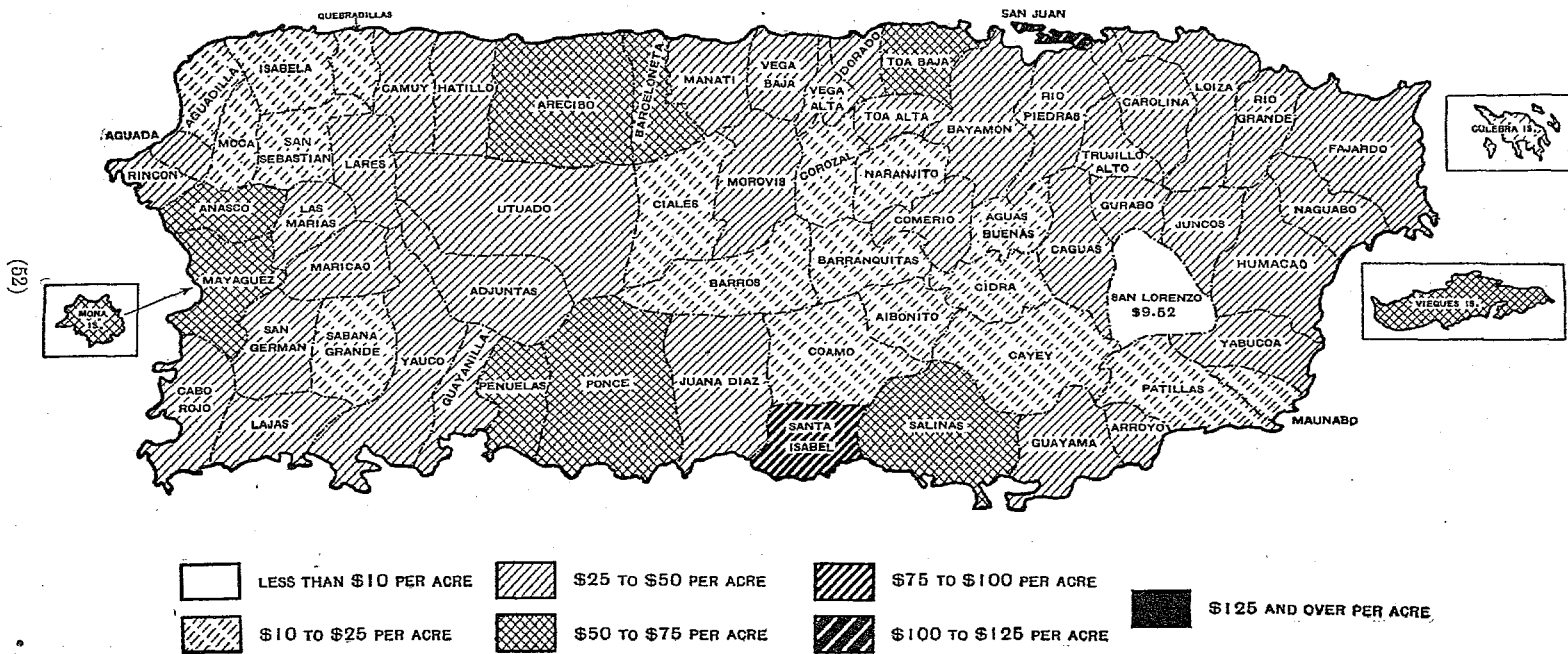 QUEBRADILLAS
SAN JUAN
AGUADILLA
ISABELA
CAMUY
HATILLO
ARECIBO
BARCELONETA
MANATI
VEGA
BAJA
VEGA
ALTA
DORADO
TOA BAJA
TOA ALTA
BAYAMON
RIO
PIEDRAS
CAROLINA
LOIZA
RIO
GRANDE
FAJARDO
CULEBRA IS.
AGUADA
MOCA
SAN
SEBASTIAN
LARES
RINCON
ANASCO
LAS
MARIAS
UTUADO
CIALES
MOROVIS
COROZAL
NARANJITO
COMERIO
AGUAS
BUENAS
TRUJILLO
ALTO
GURABO
CAGUAS
JUNCOS
NAGUABO
HUMACAO
MAYAGUEZ
MARICAO
ADJUNTAS
BARROS
BARRANQUITAS
CIDRA
SAN LORENZO
$9.52
VIEQUES IS.
(52)
MONA
IS.
SAN
GERMAN
SABANA
GRANDE
YAUCO
GUAYANILLA
PENUELAS
PONCE
JUANA DIAZ
COAMO
AIBONITO
CAYEY
YABUCOA
PATILLAS
MAUNABO
CABO
ROJO
LAJAS
SANTA
ISABEL
SALINAS
GUAYAMA
ARROYO
LESS THAN $10 PER ACRE
$25 TO $50 PER ACRE
$75 TO $100 PER ACRE
$125 AND OVER PER ACRE
$10 TO $25 PER ACRE
$50 TO $75 PER ACRE
$100 TO $125 PER ACRE